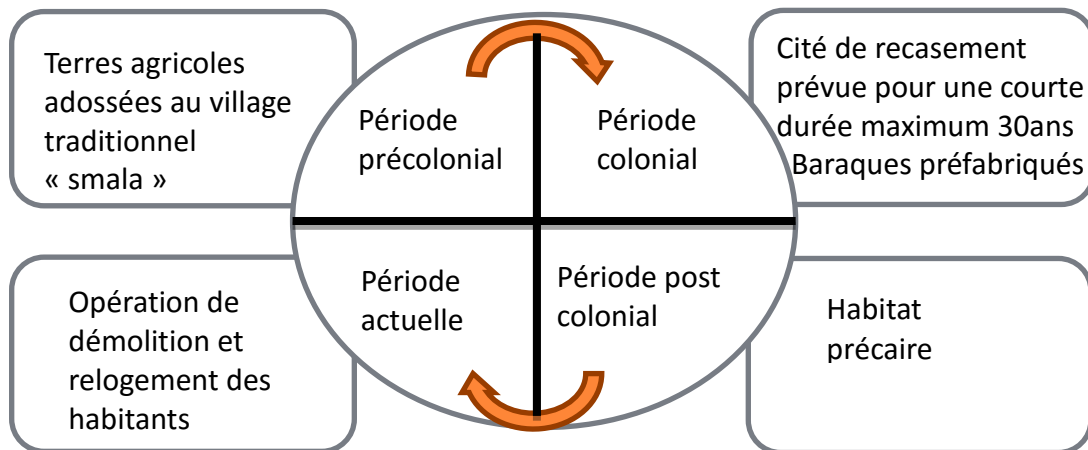 Terres agricoles
adossées au village
traditionnel
« smala »
Période
précolonial
Période
colonial
Cité de recasement
prévue pour une courte
durée maximum 30ans
Baraques préfabriqués
Opération de
démolition et
relogement des
habitants
Période
actuelle
Période post
colonial
Habitat
précaire